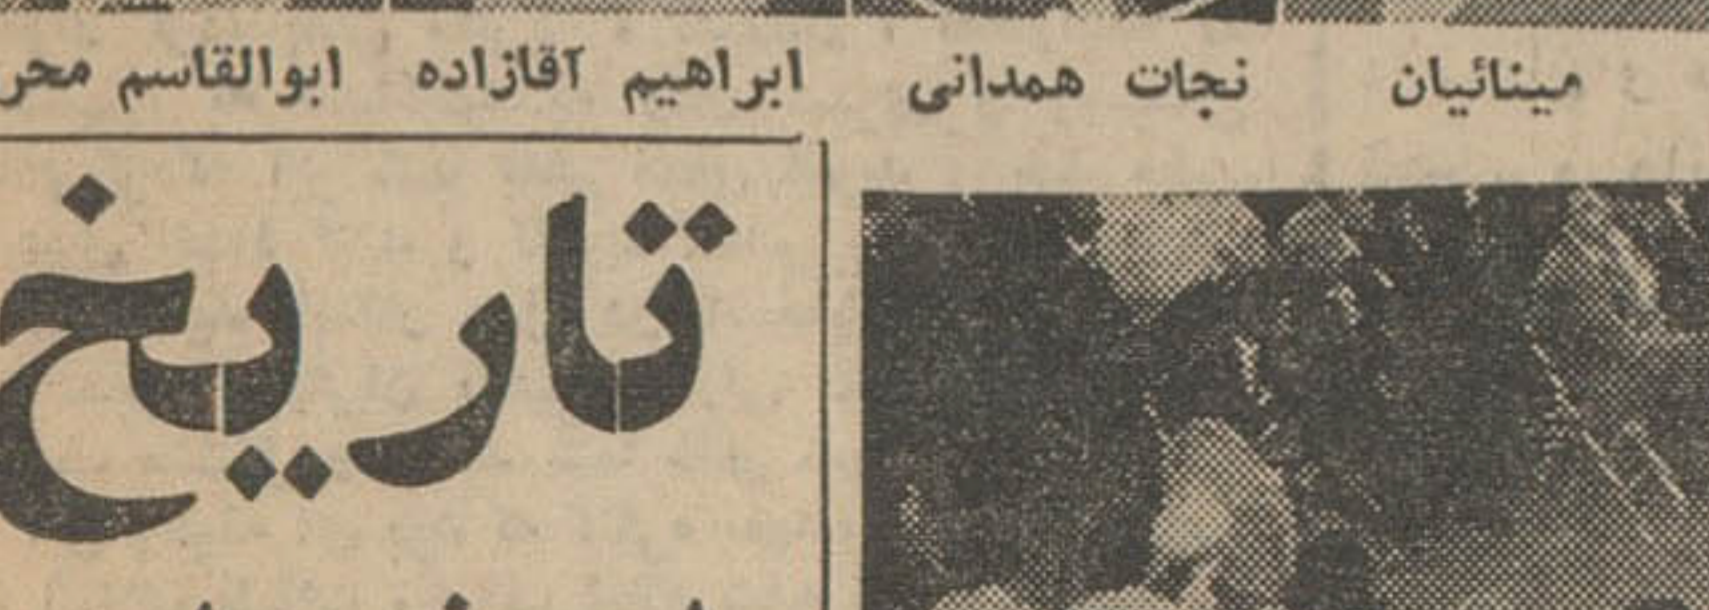 مینائیان نجات همدانی ابراهیم آقازاده ابوالقاسم محر
تاریخ